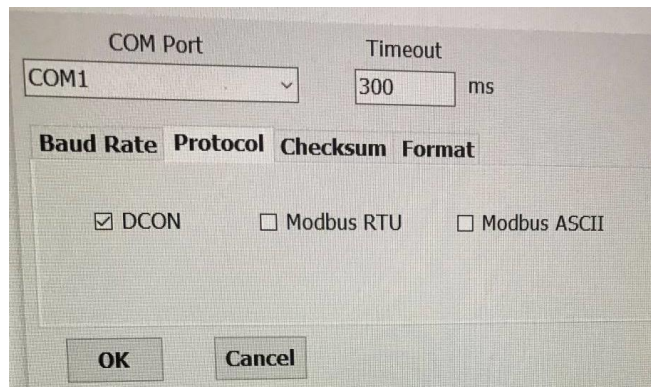 COM Port Timeout
COM1 300 ms
Baud Rate Protocol Checksum Format
DCON Modbus RTU Modbus ASCII
OK Cancel